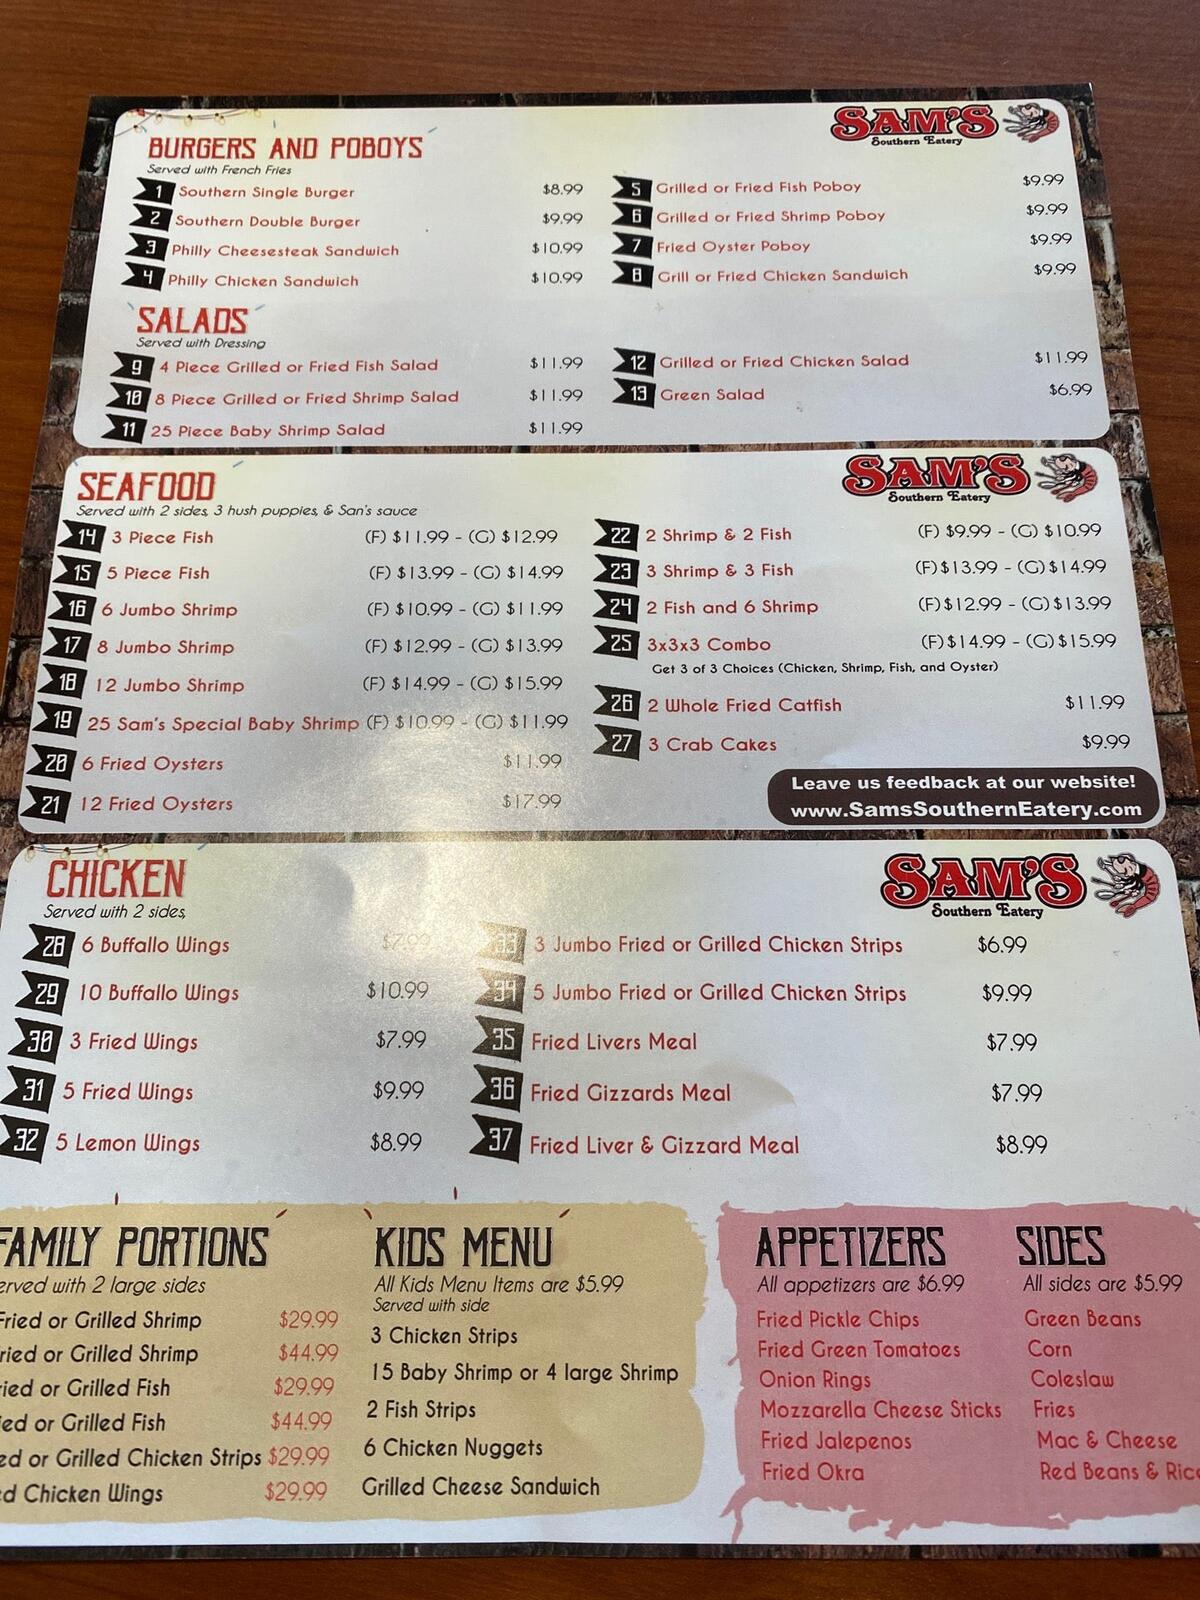 SAM'S
Southern Eatery
BURGERS AND POBOYS
Served with French Fries
1 Southern Single Burger $8.99
2 Southern Double Burger $9.99
3 Philly Cheesesteak Sandwich $10.99
4 Philly Chicken Sandwich $10.99
5 Grilled or Fried Fish Poboy $9.99
6 Grilled or Fried Shrimp Poboy $9.99
7 Fried Oyster Poboy $9.99
8 Grill or Fried Chicken Sandwich $9.99
SALADS
Served with Dressing
9 4 Piece Grilled or Fried Fish Salad $11.99
10 8 Piece Grilled or Fried Shrimp Salad $11.99
11 25 Piece Baby Shrimp Salad $11.99
12 Grilled or Fried Chicken Salad $11.99
13 Green Salad $6.99
SAM'S
Southern Eatery
SEAFOOD
Served with 2 sides, 3 hush puppies, & San's sauce
14 3 Piece Fish (F) $11.99 - (G) $12.99
15 5 Piece Fish (F) $13.99 - (G) $14.99
16 6 Jumbo Shrimp (F) $10.99 - (G) $11.99
17 8 Jumbo Shrimp (F) $12.99 - (G) $13.99
18 12 Jumbo Shrimp (F) $14.99 - (G) $15.99
19 25 Sam's Special Baby Shrimp (F) $10.99 - (G) $11.99
20 6 Fried Oysters $11.99
21 12 Fried Oysters $17.99
22 2 Shrimp & 2 Fish (F) $9.99 - (G) $10.99
23 3 Shrimp & 3 Fish (F) $13.99 - (G) $14.99
24 2 Fish and 6 Shrimp (F) $12.99 - (G) $13.99
25 3x3x3 Combo (F) $14.99 - (G) $15.99
Get 3 of 3 Choices (Chicken, Shrimp, Fish, and Oyster)
26 2 Whole Fried Catfish $11.99
27 3 Crab Cakes $9.99
Leave us feedback at our website!
www.SamsSouthernEatery.com
SAM'S
Southern Eatery
CHICKEN
Served with 2 sides,
28 6 Buffallo Wings $7.99
29 10 Buffallo Wings $10.99
30 3 Fried Wings $7.99
31 5 Fried Wings $9.99
32 5 Lemon Wings $8.99
33 3 Jumbo Fried or Grilled Chicken Strips $6.99
34 5 Jumbo Fried or Grilled Chicken Strips $9.99
35 Fried Livers Meal $7.99
36 Fried Gizzards Meal $7.99
37 Fried Liver & Gizzard Meal $8.99
FAMILY PORTIONS
erved with 2 large sides
Fried or Grilled Shrimp $29.99
ried or Grilled Shrimp $44.99
ied or Grilled Fish $29.99
ied or Grilled Fish $44.99
ed or Grilled Chicken Strips $29.99
d Chicken Wings $29.99
KIDS MENU
All Kids Menu Items are $5.99
Served with side
3 Chicken Strips
15 Baby Shrimp or 4 large Shrimp
2 Fish Strips
6 Chicken Nuggets
Grilled Cheese Sandwich
APPETIZERS
All appetizers are $6.99
Fried Pickle Chips
Fried Green Tomatoes
Onion Rings
Mozzarella Cheese Sticks
Fried Jalepenos
Fried Okra
SIDES
All sides are $5.99
Green Beans
Corn
Coleslaw
Fries
Mac & Cheese
Red Beans & Ric